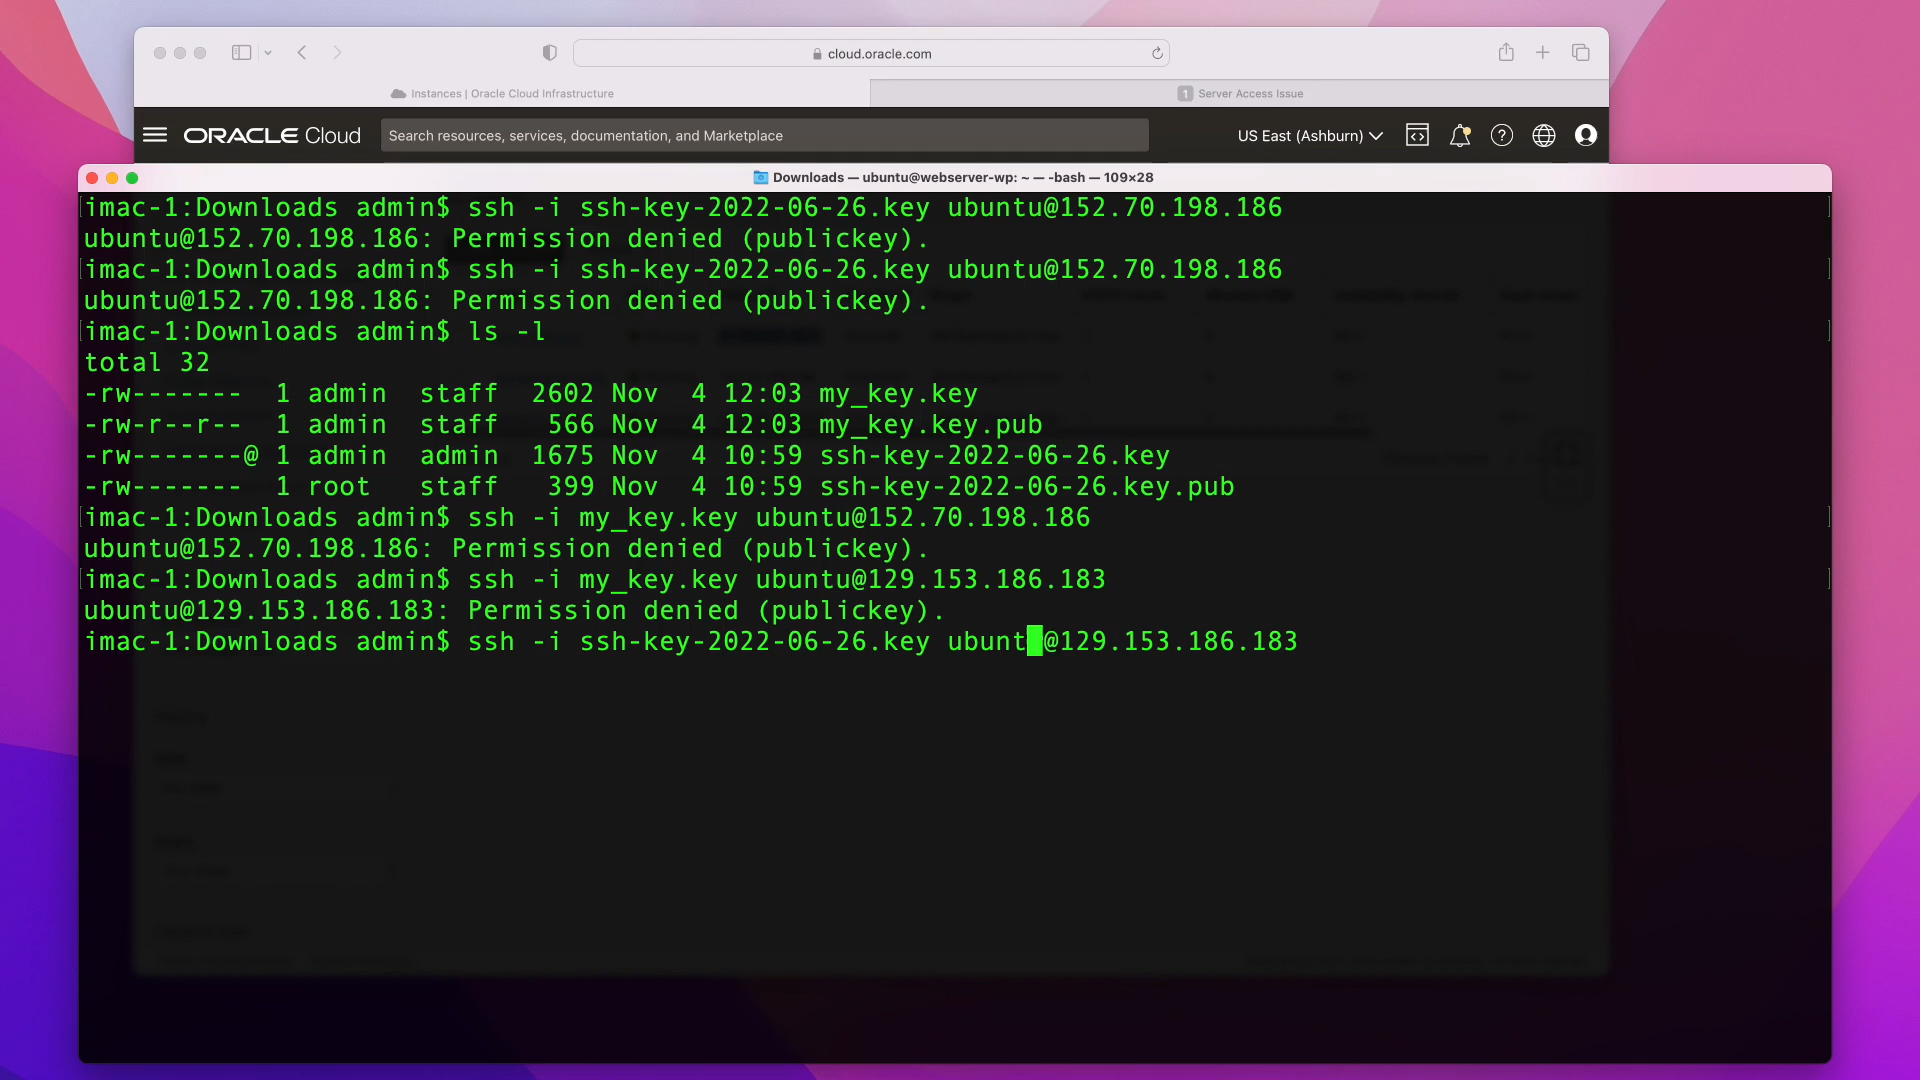 cloud.oracle.com
Instances | Oracle Cloud Infrastructure
1 Server Access Issue
ORACLE Cloud
Search resources, services, documentation, and Marketplace
US East (Ashburn)
Downloads — ubuntu@webserver-wp: ~ — -bash — 109×28
imac-1:Downloads admin$ ssh -i ssh-key-2022-06-26.key ubuntu@152.70.198.186
ubuntu@152.70.198.186: Permission denied (publickey).
imac-1:Downloads admin$ ssh -i ssh-key-2022-06-26.key ubuntu@152.70.198.186
ubuntu@152.70.198.186: Permission denied (publickey).
imac-1:Downloads admin$ ls -l
total 32
-rw------- 1 admin staff 2602 Nov 4 12:03 my_key.key
-rw-r--r-- 1 admin staff 566 Nov 4 12:03 my_key.key.pub
-rw-------@ 1 admin admin 1675 Nov 4 10:59 ssh-key-2022-06-26.key
-rw------- 1 root staff 399 Nov 4 10:59 ssh-key-2022-06-26.key.pub
imac-1:Downloads admin$ ssh -i my_key.key ubuntu@152.70.198.186
ubuntu@152.70.198.186: Permission denied (publickey).
imac-1:Downloads admin$ ssh -i my_key.key ubuntu@129.153.186.183
ubuntu@129.153.186.183: Permission denied (publickey).
imac-1:Downloads admin$ ssh -i ssh-key-2022-06-26.key ubunt@129.153.186.183